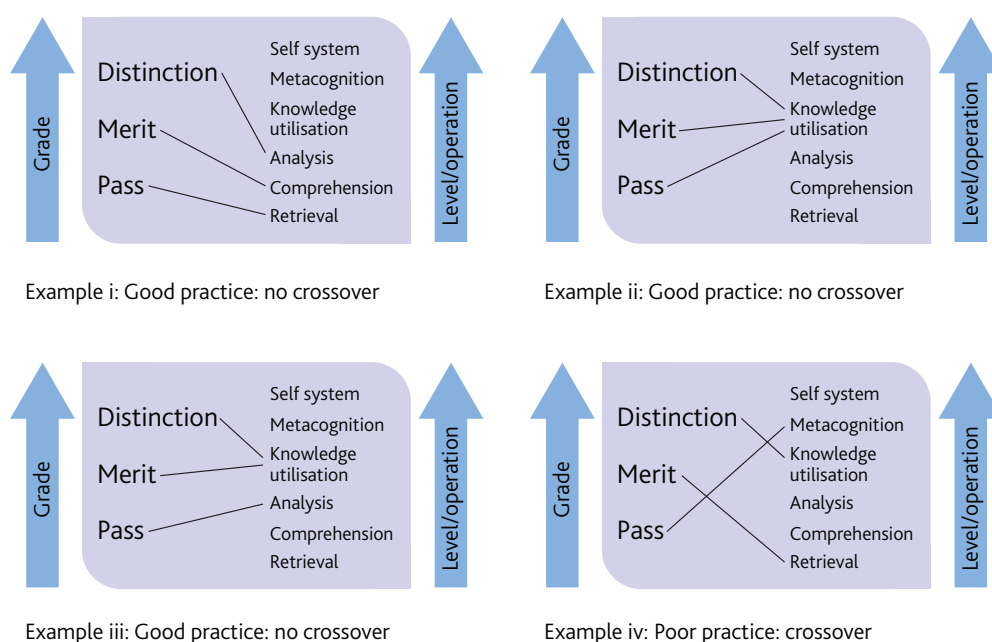 Grade
Distinction
Merit
Pass
Self system
Metacognition
Knowledge
utilisation
Analysis
Comprehension
Retrieval
Level/operation
Example i: Good practice: no crossover
Grade
Distinction
Merit
Pass
Self system
Metacognition
Knowledge
utilisation
Analysis
Comprehension
Retrieval
Level/operation
Example ii: Good practice: no crossover
Grade
Distinction
Merit
Pass
Self system
Metacognition
Knowledge
utilisation
Analysis
Comprehension
Retrieval
Level/operation
Example iii: Good practice: no crossover
Grade
Distinction
Merit
Pass
Self system
Metacognition
Knowledge
utilisation
Analysis
Comprehension
Retrieval
Level/operation
Example iv: Poor practice: crossover